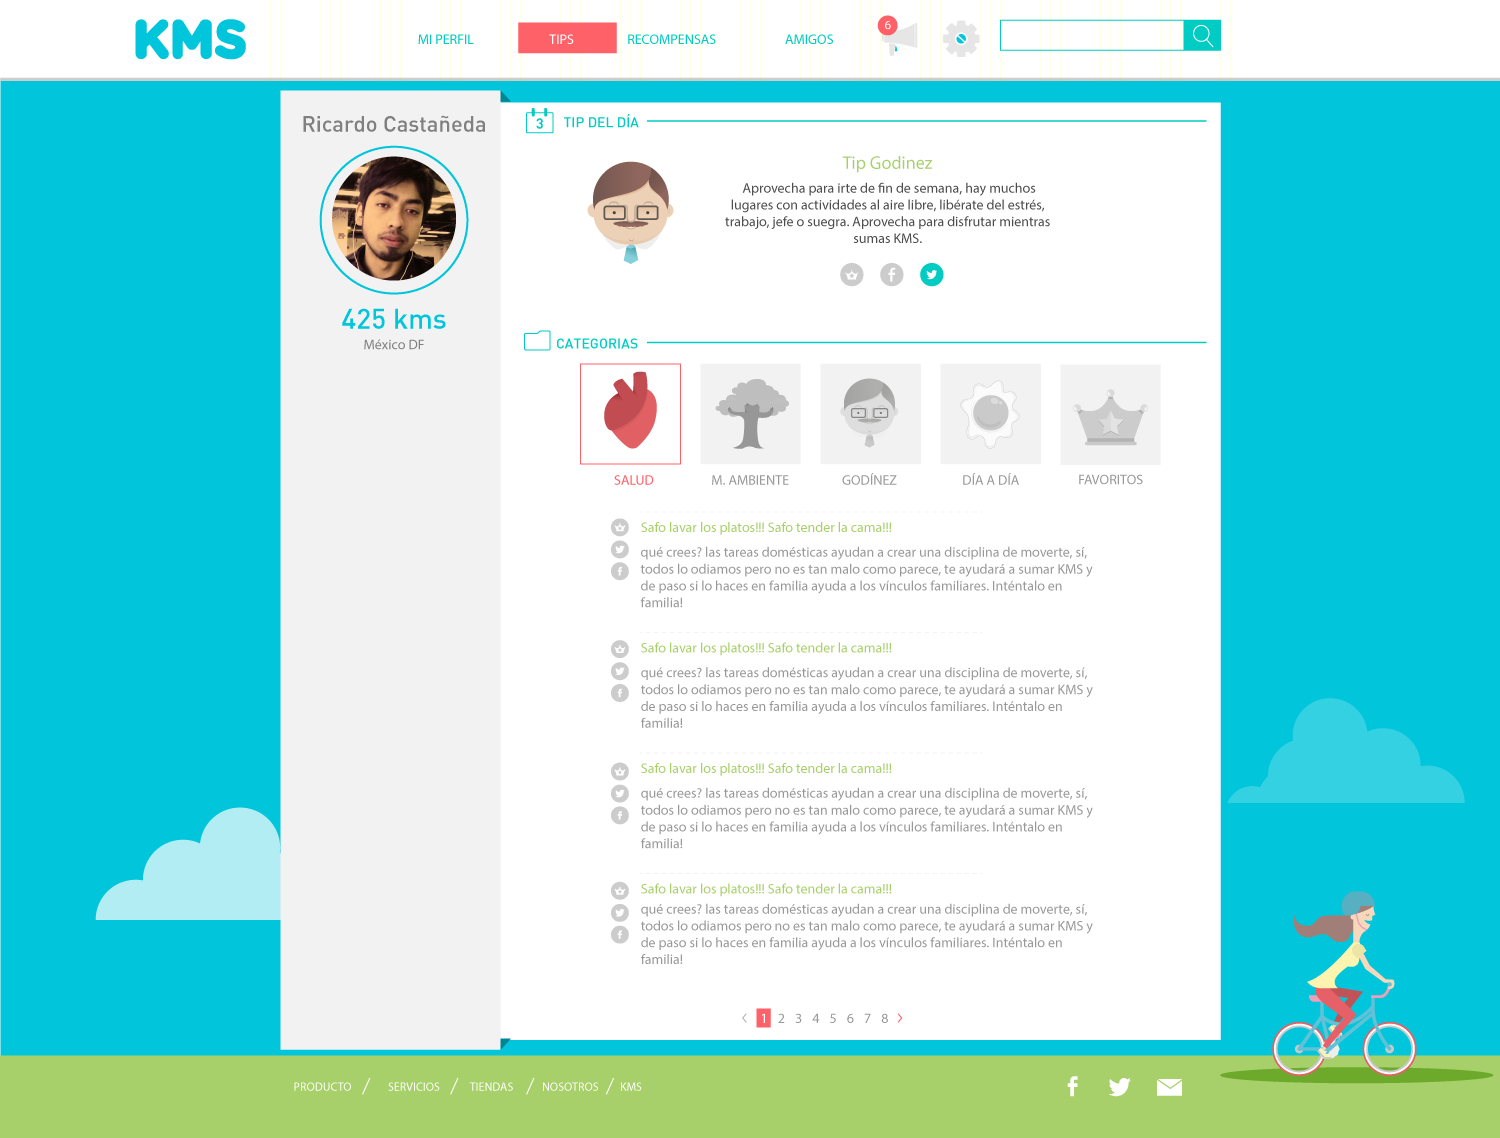 KMS
MI PERFIL
TIPS
RECOMPENSAS
AMIGOS
6
Ricardo Castañeda
425 kms
México DF
3
TIP DEL DÍA
Tip Godinez
Aprovecha para irte de fin de semana, hay muchos
lugares con actividades al aire libre, libérate del estrés,
trabajo, jefe o suegra. Aprovecha para disfrutar mientras
sumas KMS.
CATEGORIAS
SALUD
M. AMBIENTE
GODÍNEZ
DÍA A DÍA
FAVORITOS
Safo lavar los platos!!! Safo tender la cama!!!
qué crees? las tareas domésticas ayudan a crear una disciplina de moverte, sí,
todos lo odiamos pero no es tan malo como parece, te ayudará a sumar KMS y
de paso si lo haces en familia ayuda a los vínculos familiares. Inténtalo en
familia!
Safo lavar los platos!!! Safo tender la cama!!!
qué crees? las tareas domésticas ayudan a crear una disciplina de moverte, sí,
todos lo odiamos pero no es tan malo como parece, te ayudará a sumar KMS y
de paso si lo haces en familia ayuda a los vínculos familiares. Inténtalo en
familia!
Safo lavar los platos!!! Safo tender la cama!!!
qué crees? las tareas domésticas ayudan a crear una disciplina de moverte, sí,
todos lo odiamos pero no es tan malo como parece, te ayudará a sumar KMS y
de paso si lo haces en familia ayuda a los vínculos familiares. Inténtalo en
familia!
Safo lavar los platos!!! Safo tender la cama!!!
qué crees? las tareas domésticas ayudan a crear una disciplina de moverte, sí,
todos lo odiamos pero no es tan malo como parece, te ayudará a sumar KMS y
de paso si lo haces en familia ayuda a los vínculos familiares. Inténtalo en
familia!
1 2 3 4 5 6 7 8
PRODUCTO / SERVICIOS / TIENDAS / NOSOTROS / KMS